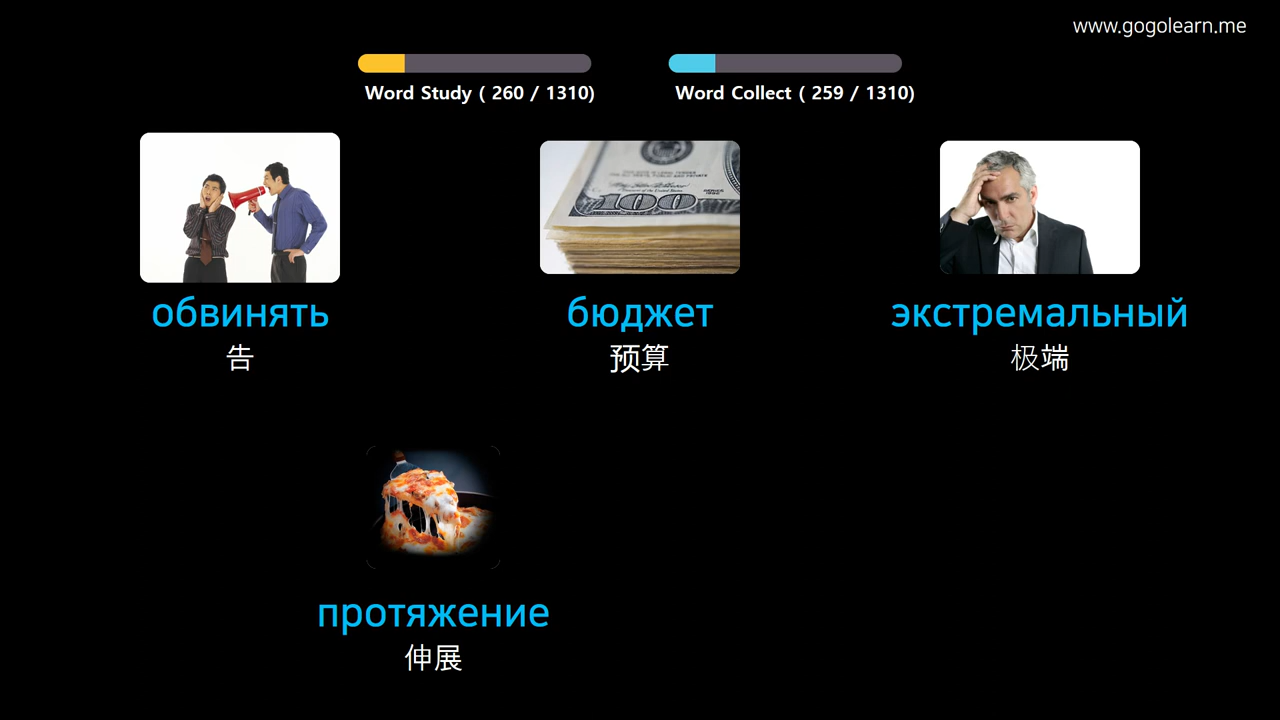 www.gogolearn.me
Word Study ( 260 / 1310)
Word Collect ( 259 / 1310)
100
обвинять
告
бюджет
预算
экстремальный
极端
протяжение
伸展